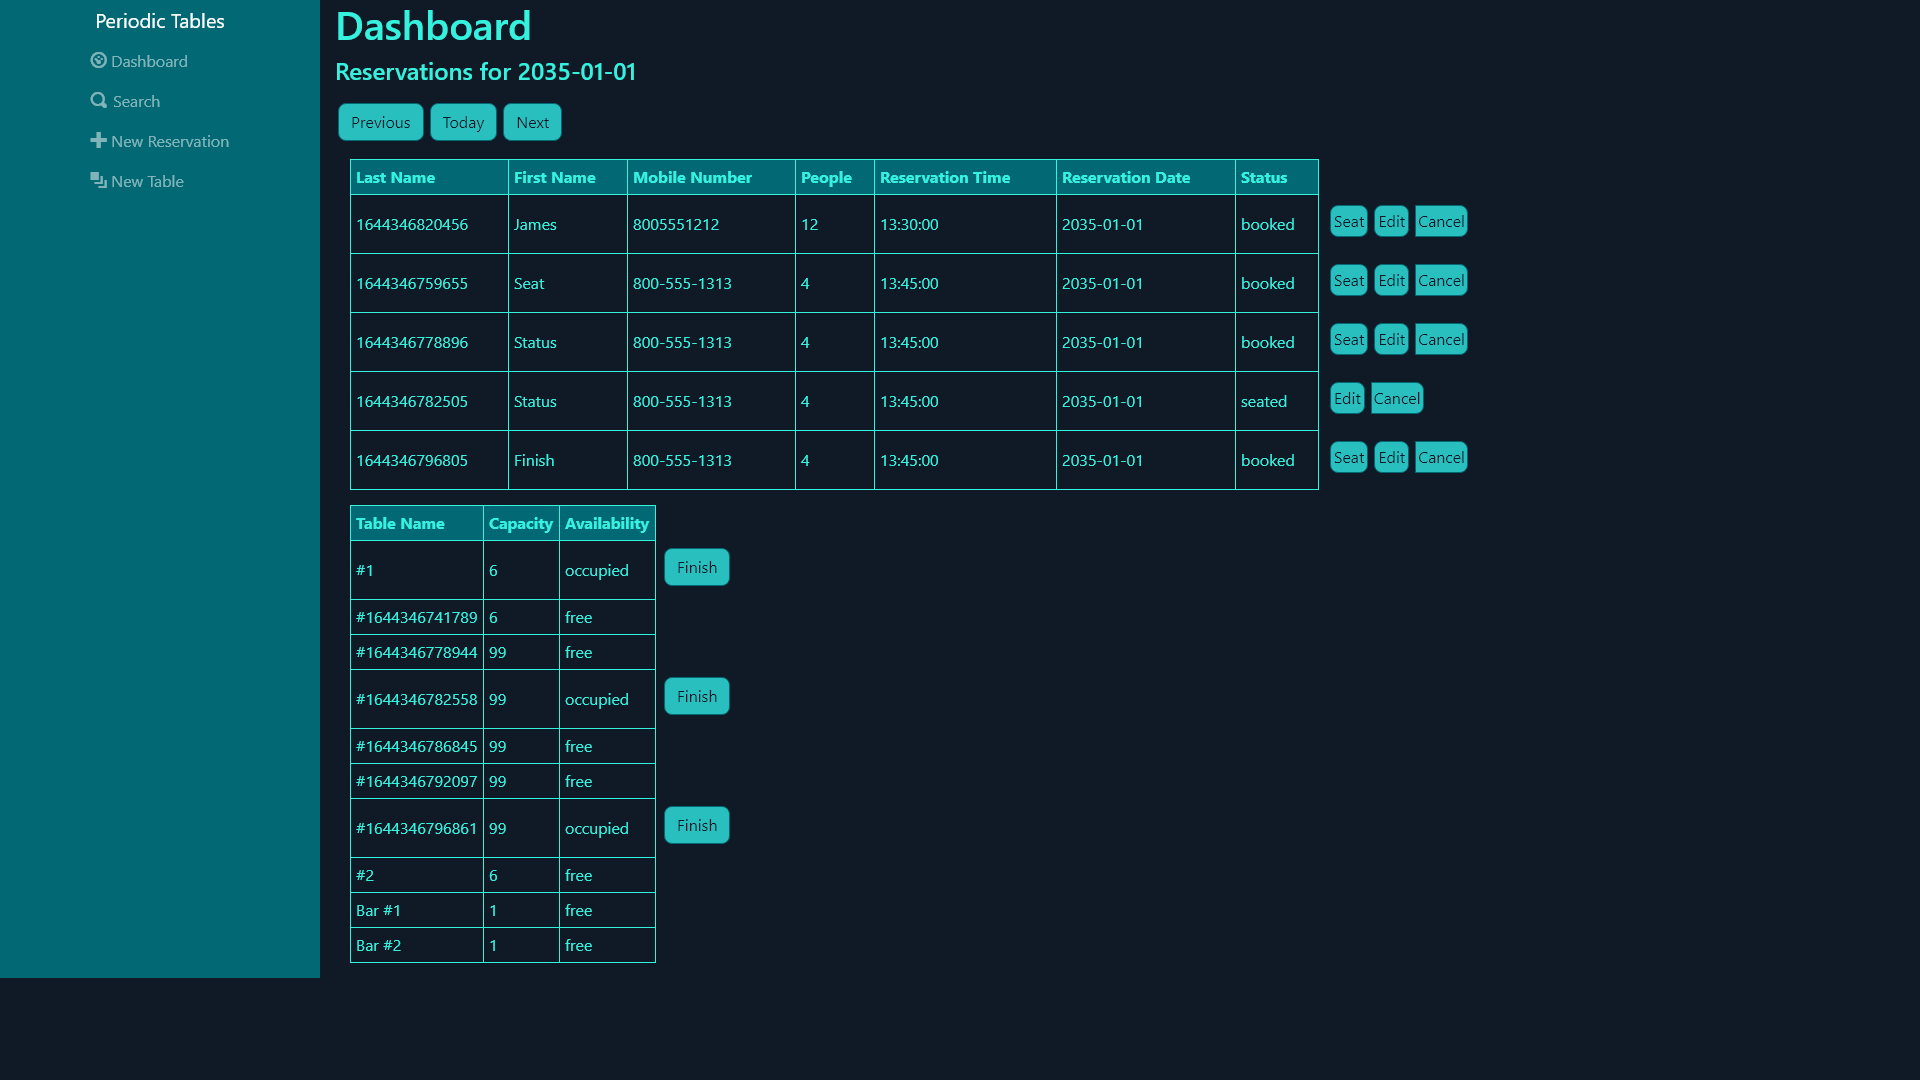 Periodic Tables
Dashboard
Search
New Reservation
New Table
Dashboard
Reservations for 2035-01-01
Previous Today Next
Last Name First Name Mobile Number People Reservation Time Reservation Date Status
1644346820456 James 8005551212 12 13:30:00 2035-01-01 booked Seat Edit Cancel
1644346759655 Seat 800-555-1313 4 13:45:00 2035-01-01 booked Seat Edit Cancel
1644346778896 Status 800-555-1313 4 13:45:00 2035-01-01 booked Seat Edit Cancel
1644346782505 Status 800-555-1313 4 13:45:00 2035-01-01 seated Edit Cancel
1644346796805 Finish 800-555-1313 4 13:45:00 2035-01-01 booked Seat Edit Cancel
Table Name Capacity Availability
#1 6 occupied Finish
#1644346741789 6 free
#1644346778944 99 free
#1644346782558 99 occupied Finish
#1644346786845 99 free
#1644346792097 99 free
#1644346796861 99 occupied Finish
#2 6 free
Bar #1 1 free
Bar #2 1 free